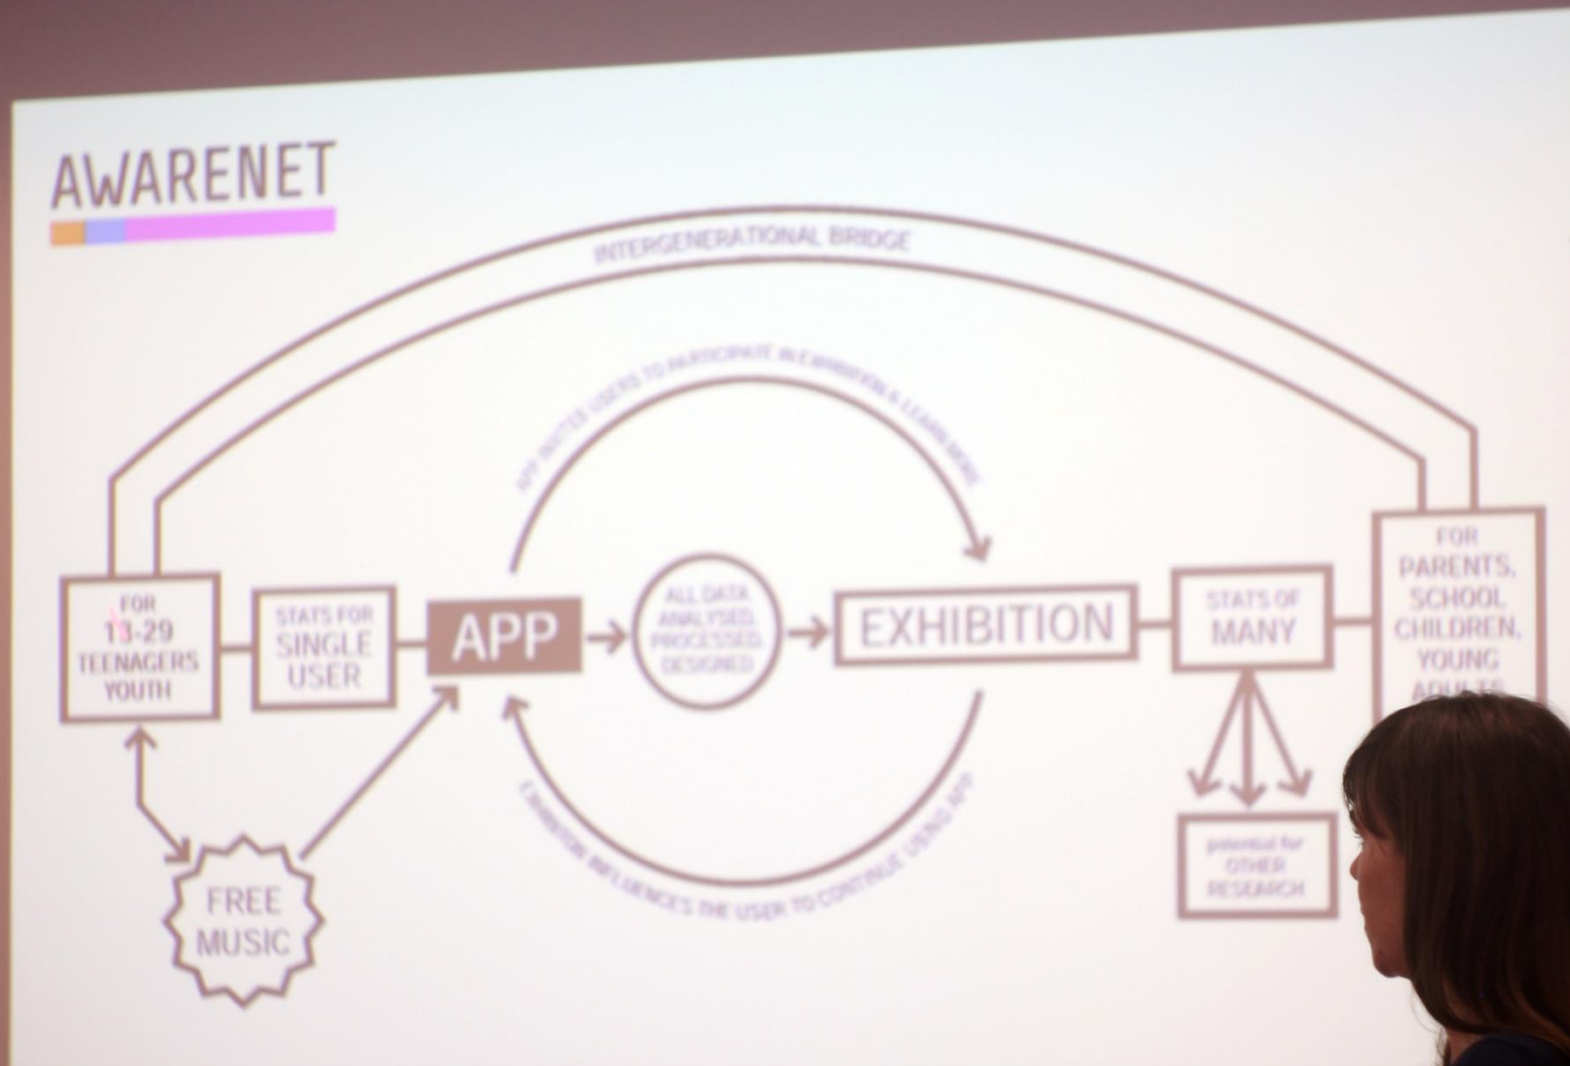 AWARENET
INTERGENERATIONAL BRIDGE
APP INVITES USERS TO PARTICIPATE IN EXHIBITION & LEARN MORE
FOR
13-29
TEENAGERS
YOUTH
STATS FOR
SINGLE
USER
APP
ALL DATA
ANALYSED,
PROCESSED,
DESIGNED
EXHIBITION
STATS OF
MANY
FOR
PARENTS,
SCHOOL
CHILDREN,
YOUNG
ADULTS
EXHIBITION INFLUENCES THE USER TO CONTINUE USING APP
FREE
MUSIC
potential for
OTHER
RESEARCH